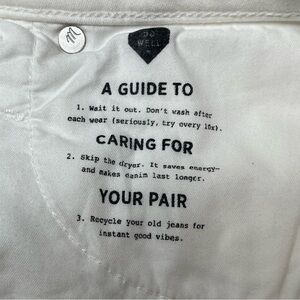 M
DO
WELL
A GUIDE TO
1. Wait it out. Don't wash after
each wear (seriously, try every 10x).
CARING FOR
2. Skip the dryer. It saves energy—
and makes denim last longer.
YOUR PAIR
3. Recycle your old jeans for
instant good vibes.